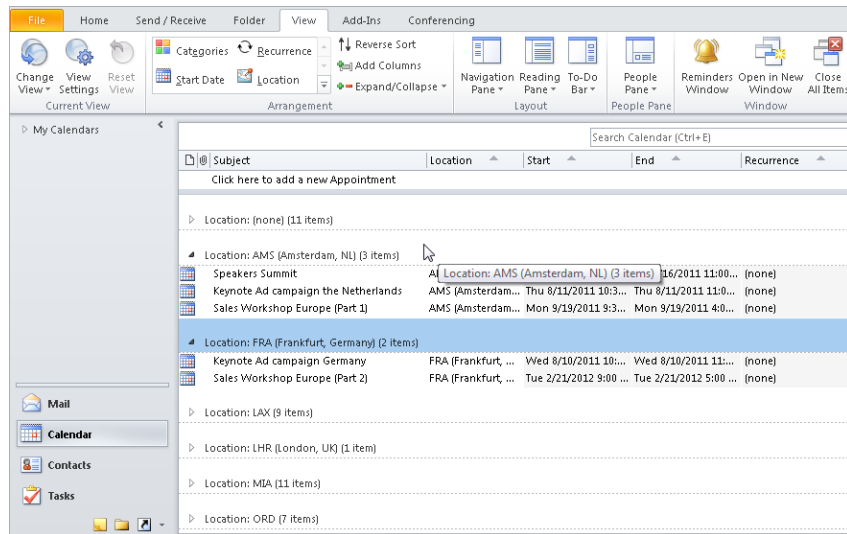 File Home Send / Receive Folder View Add-Ins Conferencing
Categories Recurrence Reverse Sort
Add Columns
Start Date Location Expand/Collapse
Change View View Settings Reset View Navigation Pane Reading Pane To-Do Bar People Pane Reminders Window Open in New Window Close All Items
Current View Arrangement Layout People Pane Window
My Calendars
Search Calendar (Ctrl+E)
Subject Location Start End Recurrence
Click here to add a new Appointment
Location: (none) (11 items)
Location: AMS (Amsterdam, NL) (3 items)
Location: AMS (Amsterdam, NL) (3 items)
Speakers Summit 16/2011 11:00... (none)
Keynote Ad campaign the Netherlands AMS (Amsterdam... Thu 8/11/2011 10:3... Thu 8/11/2011 11:0... (none)
Sales Workshop Europe (Part 1) AMS (Amsterdam... Mon 9/19/2011 9:3... Mon 9/19/2011 4:0... (none)
Location: FRA (Frankfurt, Germany) (2 items)
Keynote Ad campaign Germany FRA (Frankfurt, ... Wed 8/10/2011 10:... Wed 8/10/2011 11:... (none)
Sales Workshop Europe (Part 2) FRA (Frankfurt, ... Tue 2/21/2012 9:00 ... Tue 2/21/2012 5:00 ... (none)
Location: LAX (9 items)
Location: LHR (London, UK) (1 item)
Location: MIA (11 items)
Location: ORD (7 items)
Mail
Calendar
Contacts
Tasks